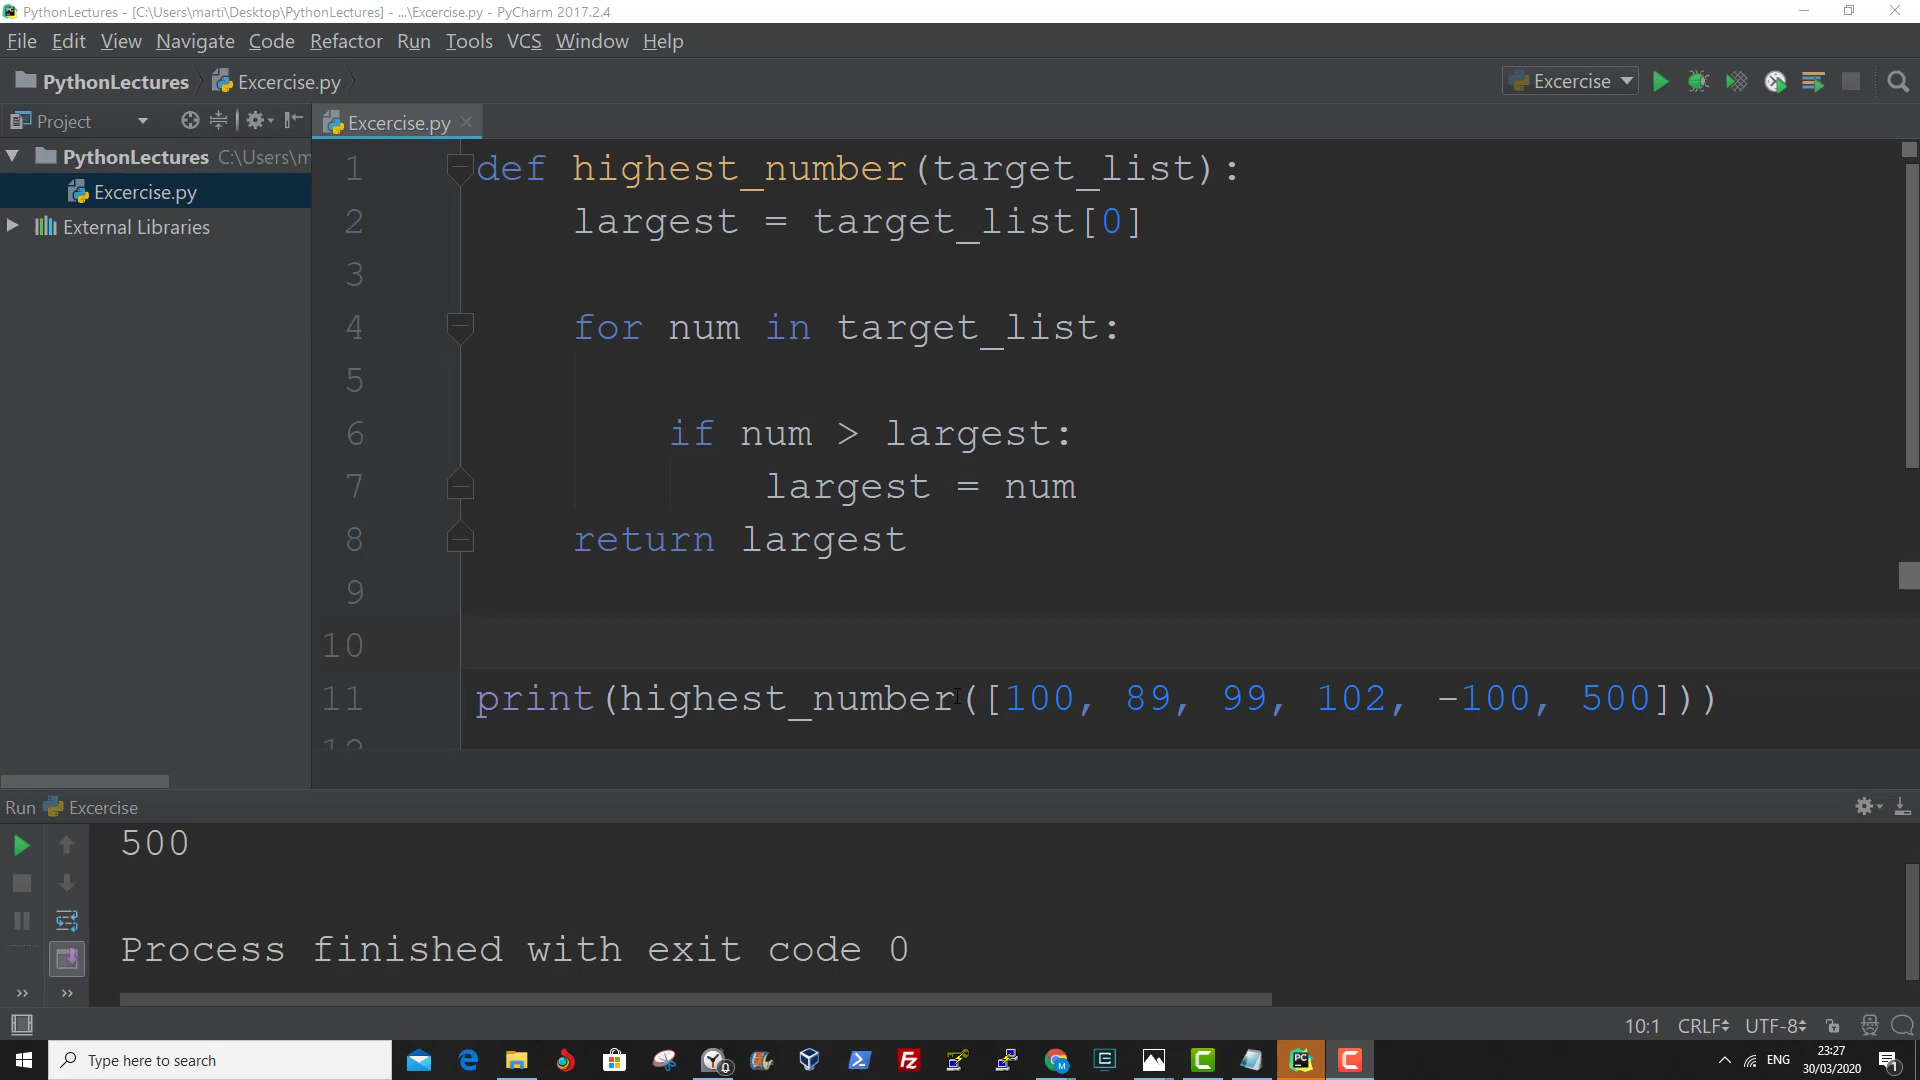 PythonLectures - [C:\Users\marti\Desktop\PythonLectures] - ...\Excercise.py - PyCharm 2017.2.4
File Edit View Navigate Code Refactor Run Tools VCS Window Help
PythonLectures Excercise.py Excercise
Project Excercise.py
PythonLectures C:\Users\m
Excercise.py
External Libraries
1 def highest_number(target_list):
2 largest = target_list[0]
3
4 for num in target_list:
5
6 if num > largest:
7 largest = num
8 return largest
9
10
11 print(highest_number([100, 89, 99, 102, -100, 500]))
12
Run Excercise
500
Process finished with exit code 0
10:1 CRLF UTF-8
Type here to search
0
PC
ENG
23:27
30/03/2020
1